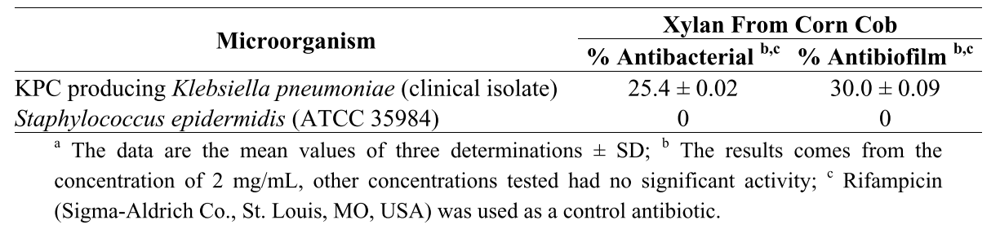 Microorganism
Xylan From Corn Cob
% Antibacterial b,c % Antibiofilm b,c
KPC producing Klebsiella pneumoniae (clinical isolate) 25.4 ± 0.02 30.0 ± 0.09
Staphylococcus epidermidis (ATCC 35984) 0 0
a The data are the mean values of three determinations ± SD; b The results comes from the
concentration of 2 mg/mL, other concentrations tested had no significant activity; c Rifampicin
(Sigma-Aldrich Co., St. Louis, MO, USA) was used as a control antibiotic.